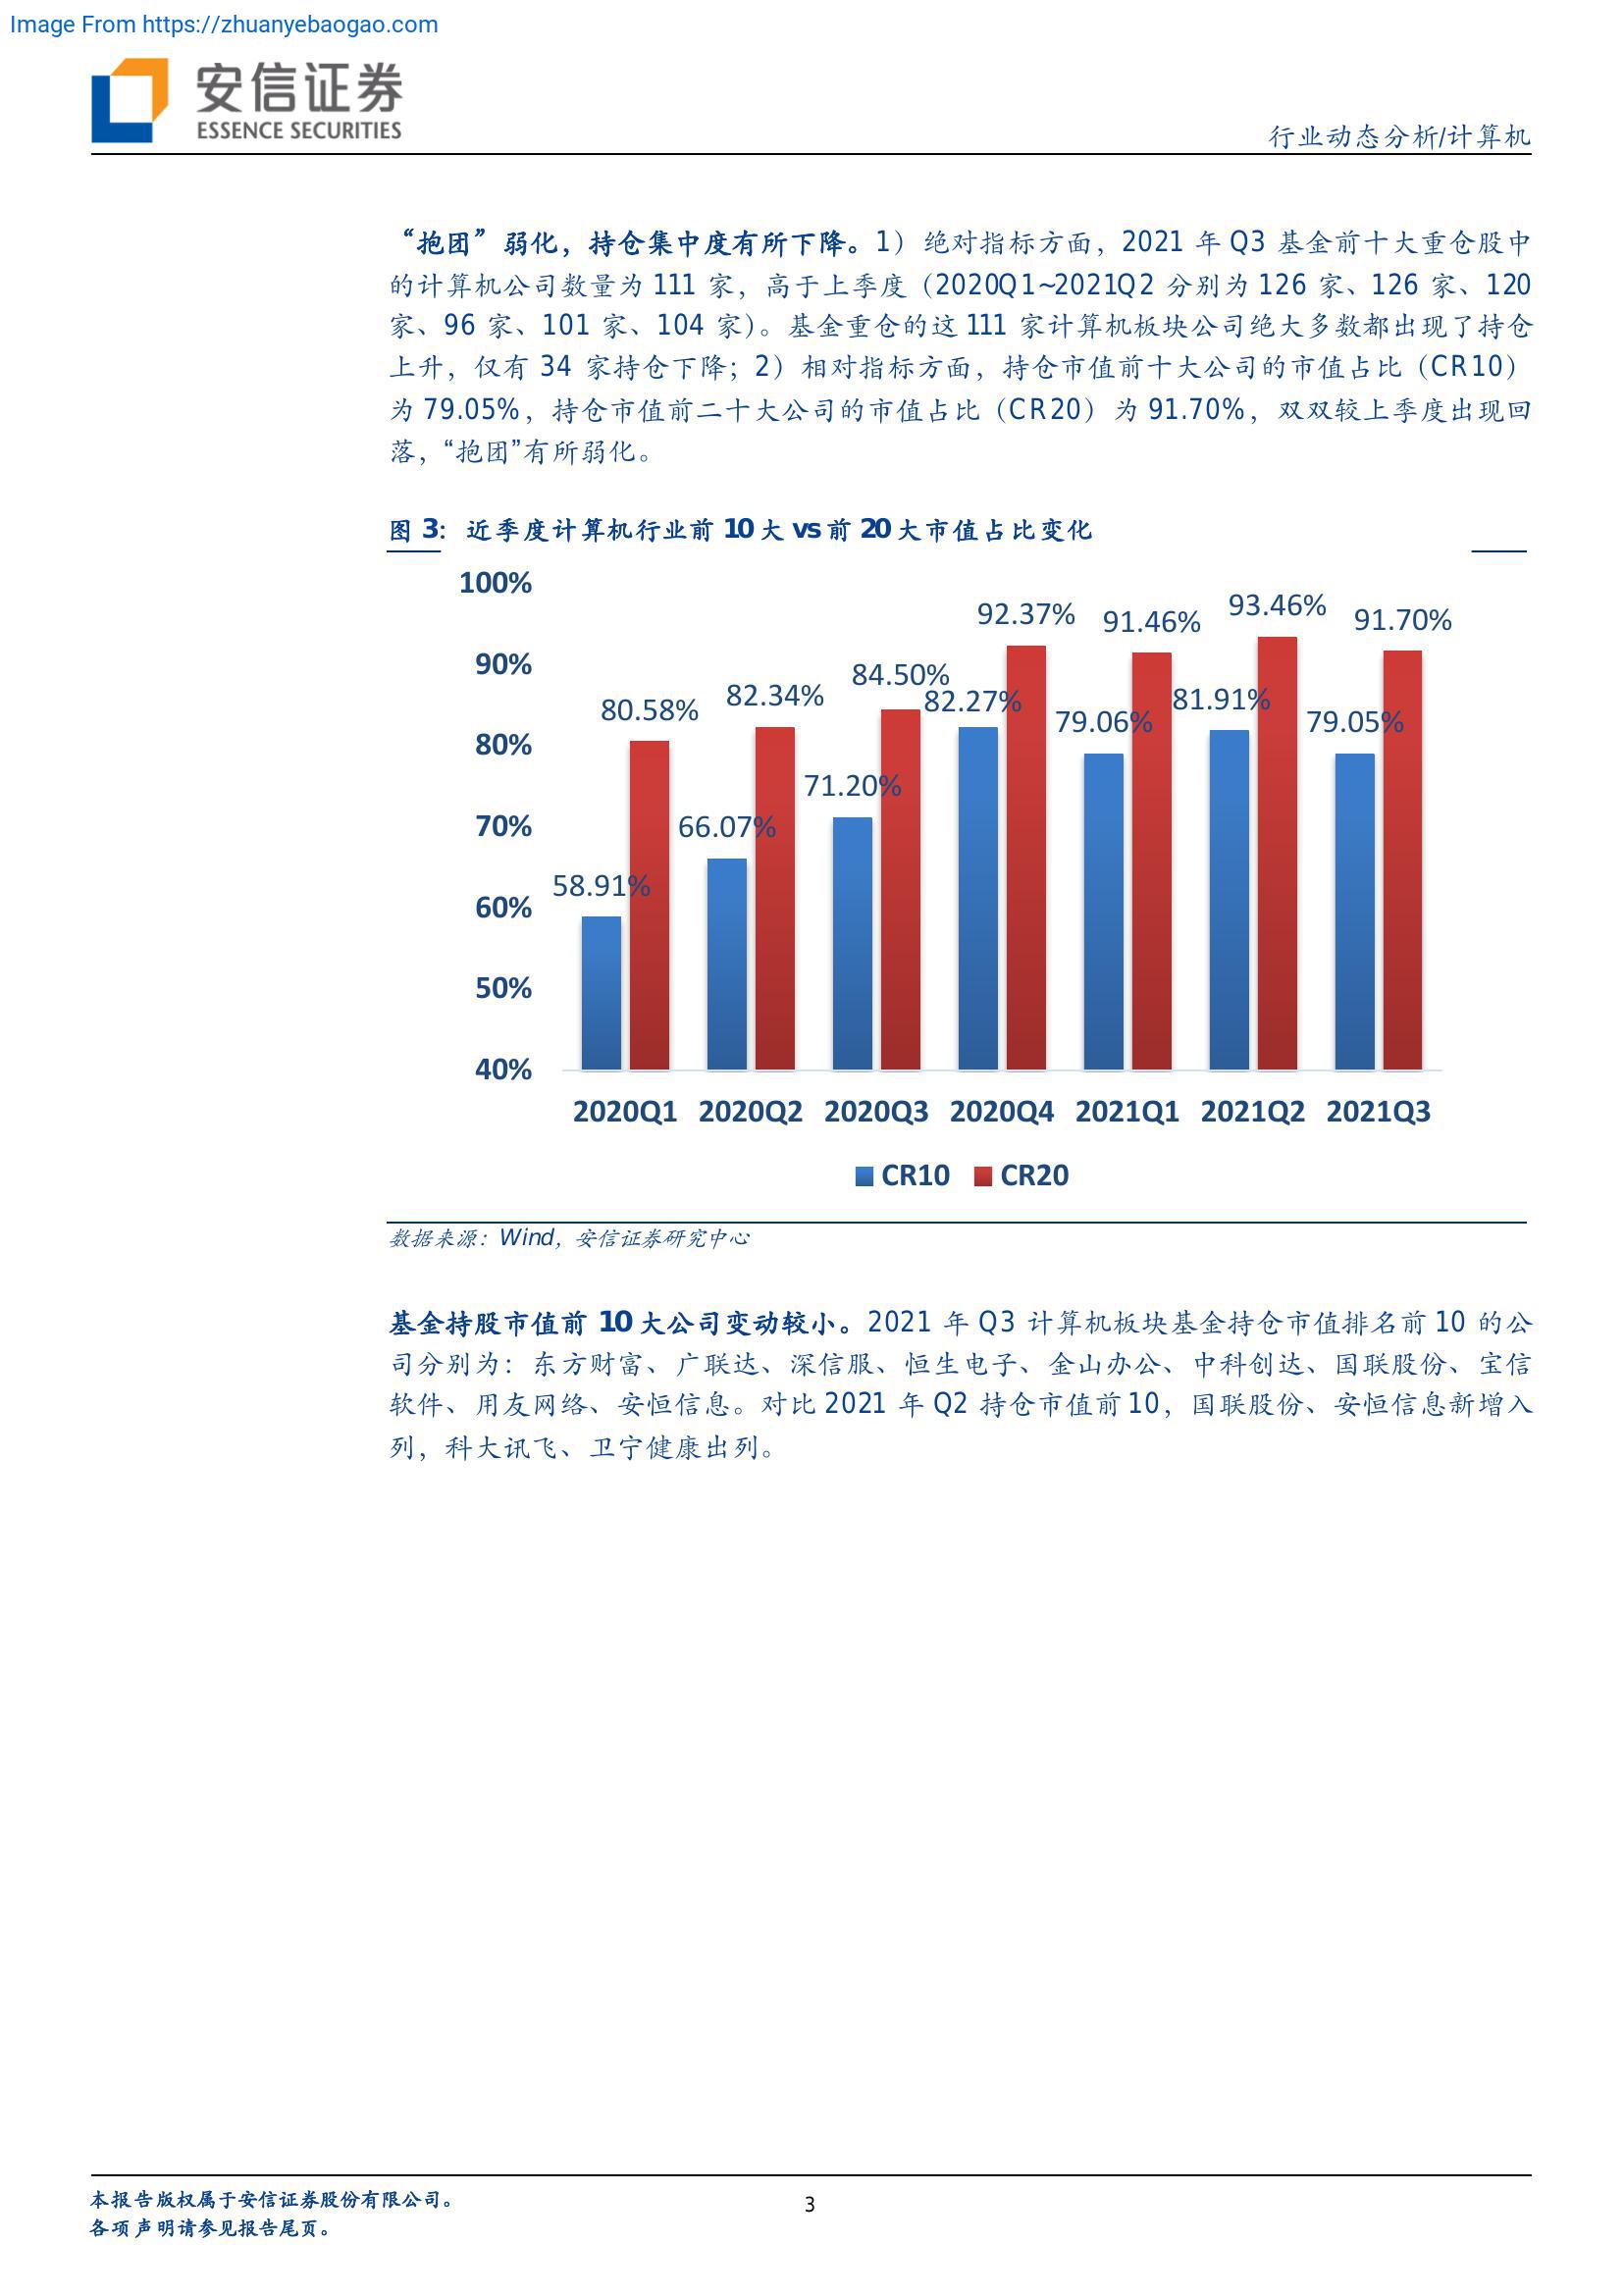 Image From https://zhuanyebaogao.com
安信证券
ESSENCE SECURITIES
行业动态分析/计算机
“抱团”弱化，持仓集中度有所下降。1）绝对指标方面，2021 年 Q3 基金前十大重仓股中
的计算机公司数量为 111 家，高于上季度（2020Q1~2021Q2 分别为 126 家、126 家、120
家、96 家、101 家、104 家）。基金重仓的这 111 家计算机板块公司绝大多数都出现了持仓
上升，仅有 34 家持仓下降；2）相对指标方面，持仓市值前十大公司的市值占比（CR10）
为 79.05%，持仓市值前二十大公司的市值占比（CR20）为 91.70%，双双较上季度出现回
落，“抱团”有所弱化。
图 3: 近季度计算机行业前 10 大 vs 前 20 大市值占比变化
100%
90%
80%
70%
60%
50%
40%
58.91%
80.58%
66.07%
82.34%
71.20%
84.50%
82.27%
92.37%
79.06%
91.46%
81.91%
93.46%
79.05%
91.70%
2020Q1 2020Q2 2020Q3 2020Q4 2021Q1 2021Q2 2021Q3
CR10 CR20
数据来源：Wind，安信证券研究中心
基金持股市值前 10 大公司变动较小。2021 年 Q3 计算机板块基金持仓市值排名前 10 的公
司分别为：东方财富、广联达、深信服、恒生电子、金山办公、中科创达、国联股份、宝信
软件、用友网络、安恒信息。对比 2021 年 Q2 持仓市值前 10，国联股份、安恒信息新增入
列，科大讯飞、卫宁健康出列。
本报告版权属于安信证券股份有限公司。
各项声明请参见报告尾页。
3